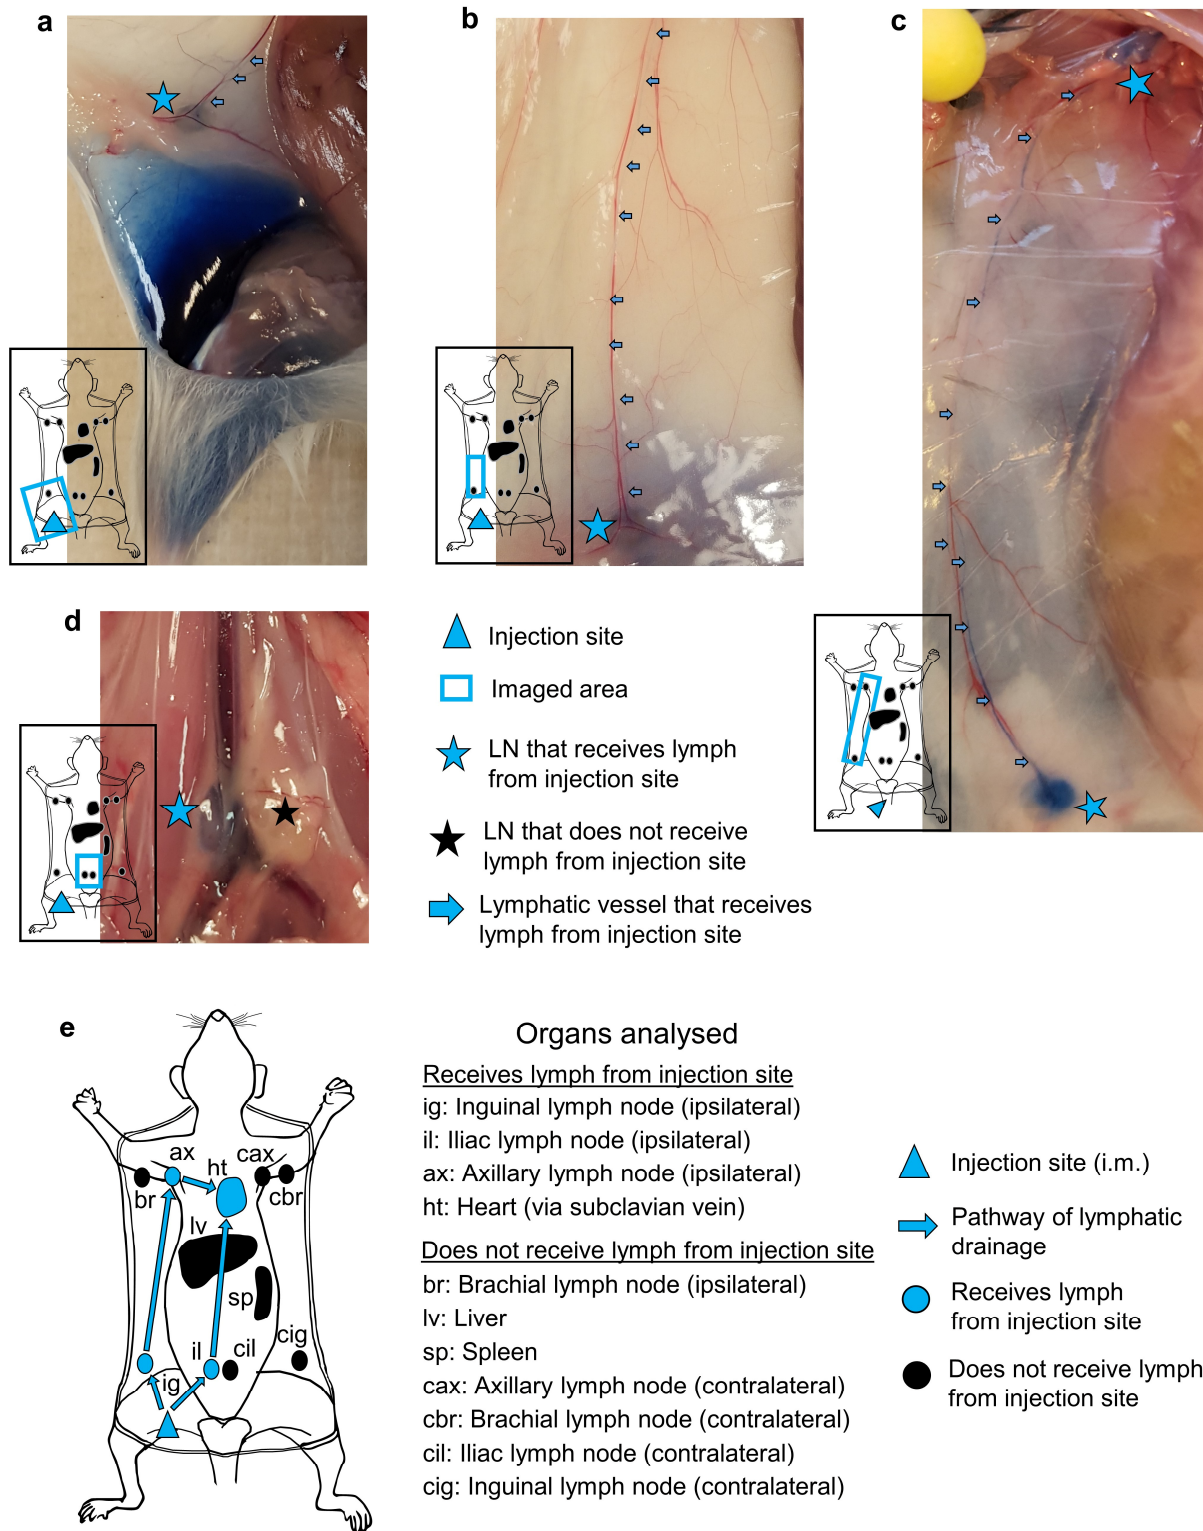 a
b
c
d
Injection site
Imaged area
LN that receives lymph
from injection site
LN that does not receive
lymph from injection site
Lymphatic vessel that receives
lymph from injection site
e
ax
cax
ht
br
cbr
lv
sp
cig
il
cil
ig
Organs analysed
Receives lymph from injection site
ig: Inguinal lymph node (ipsilateral)
il: Iliac lymph node (ipsilateral)
ax: Axillary lymph node (ipsilateral)
ht: Heart (via subclavian vein)
Does not receive lymph from injection site
br: Brachial lymph node (ipsilateral)
lv: Liver
sp: Spleen
cax: Axillary lymph node (contralateral)
cbr: Brachial lymph node (contralateral)
cil: Iliac lymph node (contralateral)
cig: Inguinal lymph node (contralateral)
Injection site (i.m.)
Pathway of lymphatic
drainage
Receives lymph
from injection site
Does not receive lymph
from injection site